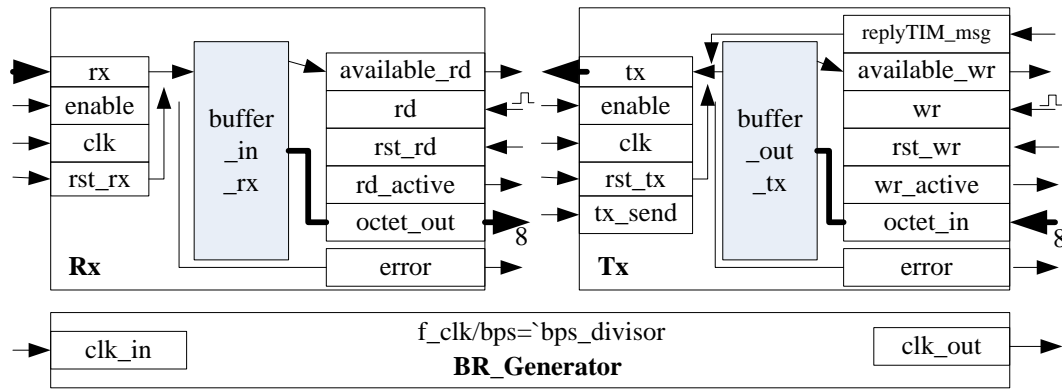 rx
enable
clk
rst_rx
buffer
_in
_rx
available_rd
rd
rst_rd
rd_active
octet_out
8
error
Rx
tx
enable
clk
rst_tx
tx_send
buffer
_out
_tx
replyTIM_msg
available_wr
wr
rst_wr
wr_active
octet_in
8
error
Tx
clk_in
f_clk/bps=`bps_divisor
BR_Generator
clk_out